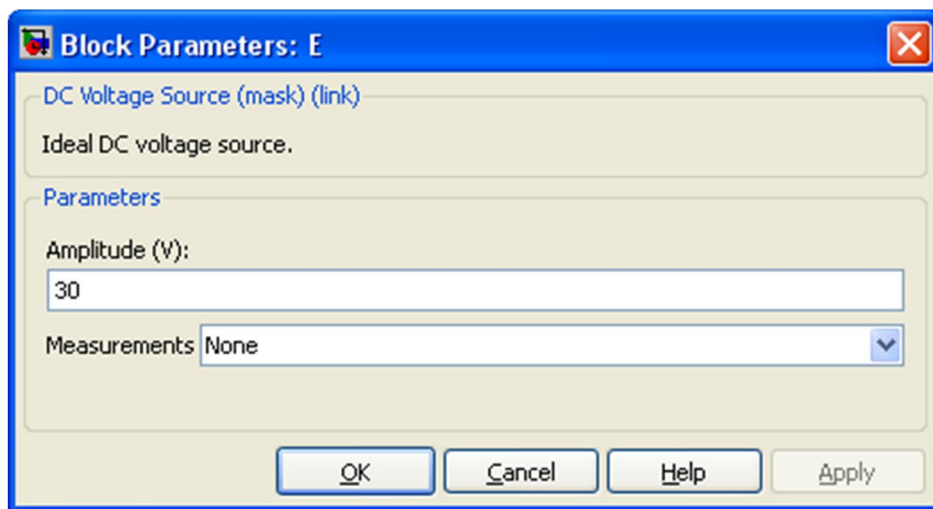 Block Parameters: E
DC Voltage Source (mask) (link)
Ideal DC voltage source.
Parameters
Amplitude (V):
30
Measurements None
OK Cancel Help Apply